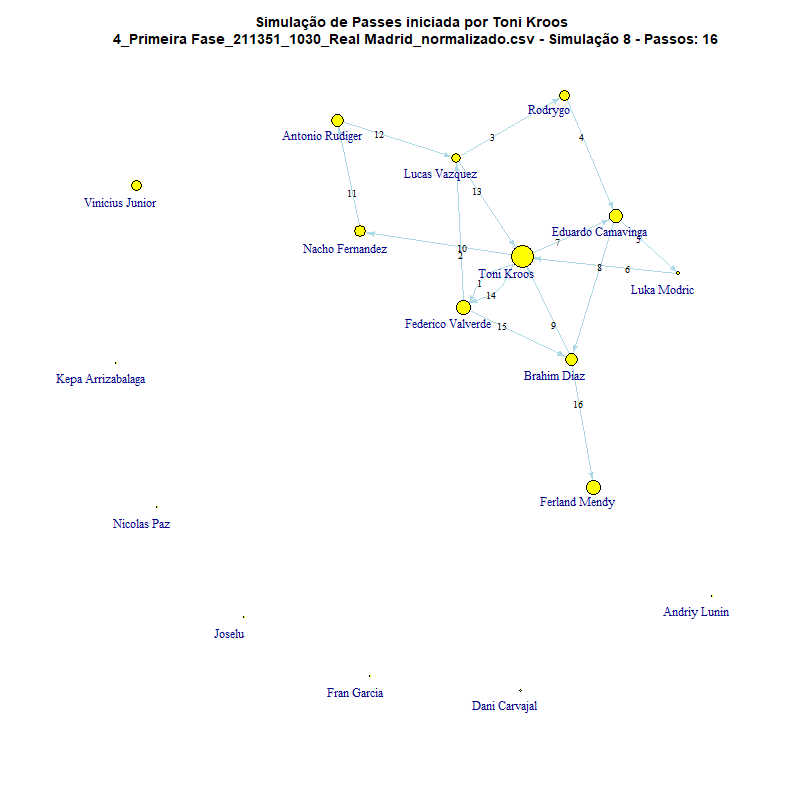 Simulação de Passes iniciada por Toni Kroos
4_Primeira Fase_211351_1030_Real Madrid_normalizado.csv - Simulação 8 - Passos: 16
Rodrygo
Antonio Rudiger
12
3
4
Lucas Vazquez
1
13
11
Vinicius Junior
Eduardo Camavinga
5
7
Nacho Fernandez
10
2
8
6
Toni Kroos
1
Luka Modric
14
Federico Valverde
15
9
Brahim Díaz
Kepa Arrizabalaga
16
Ferland Mendy
Nicolas Paz
Andriy Lunin
Joselu
Fran Garcia
Dani Carvajal